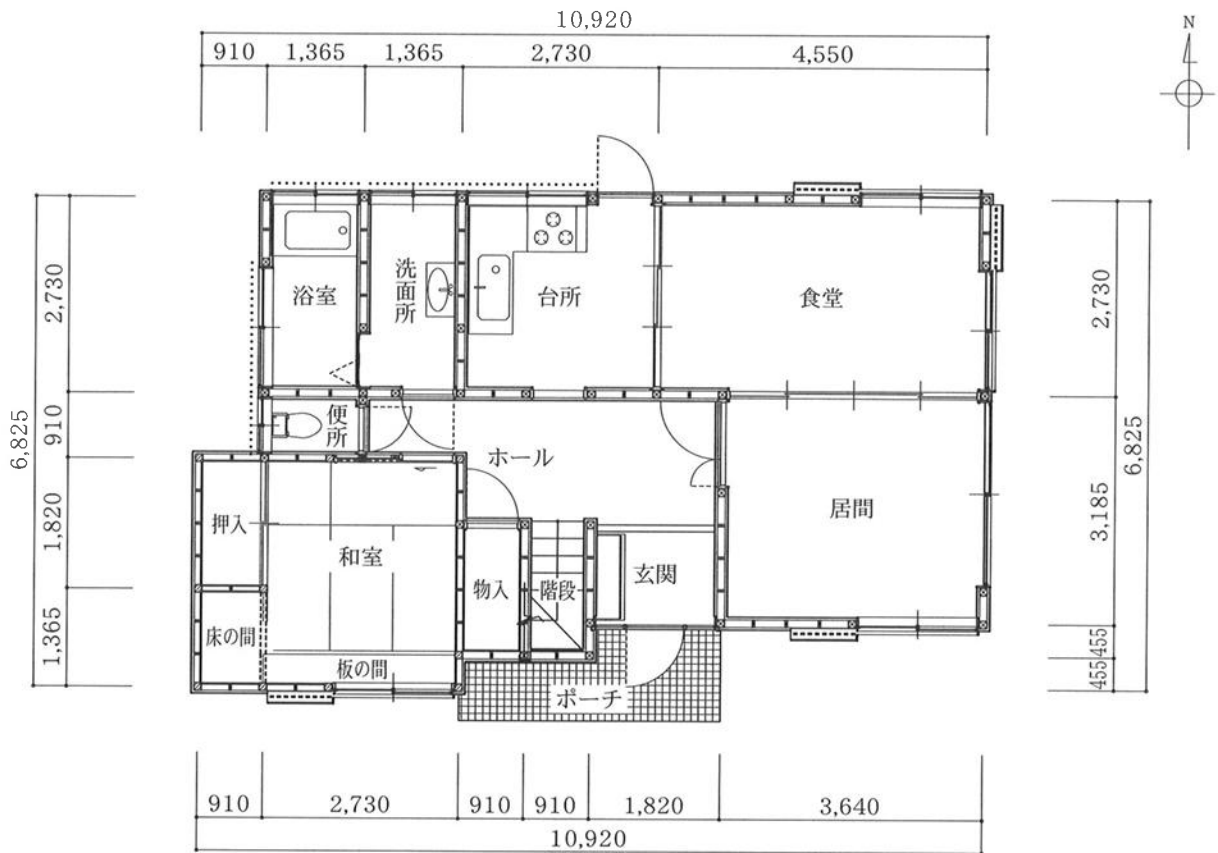 10,920
910 1,365 1,365 2,730 4,550
N
浴室
洗面所
台所
食堂
便所
ホール
居間
押入
和室
物入
階段
玄関
床の間
板の間
ポーチ
6,825
2,730
910
1,820
1,365
2,730
3,185
455
455
6,825
910 2,730 910 910 1,820 3,640
10,920